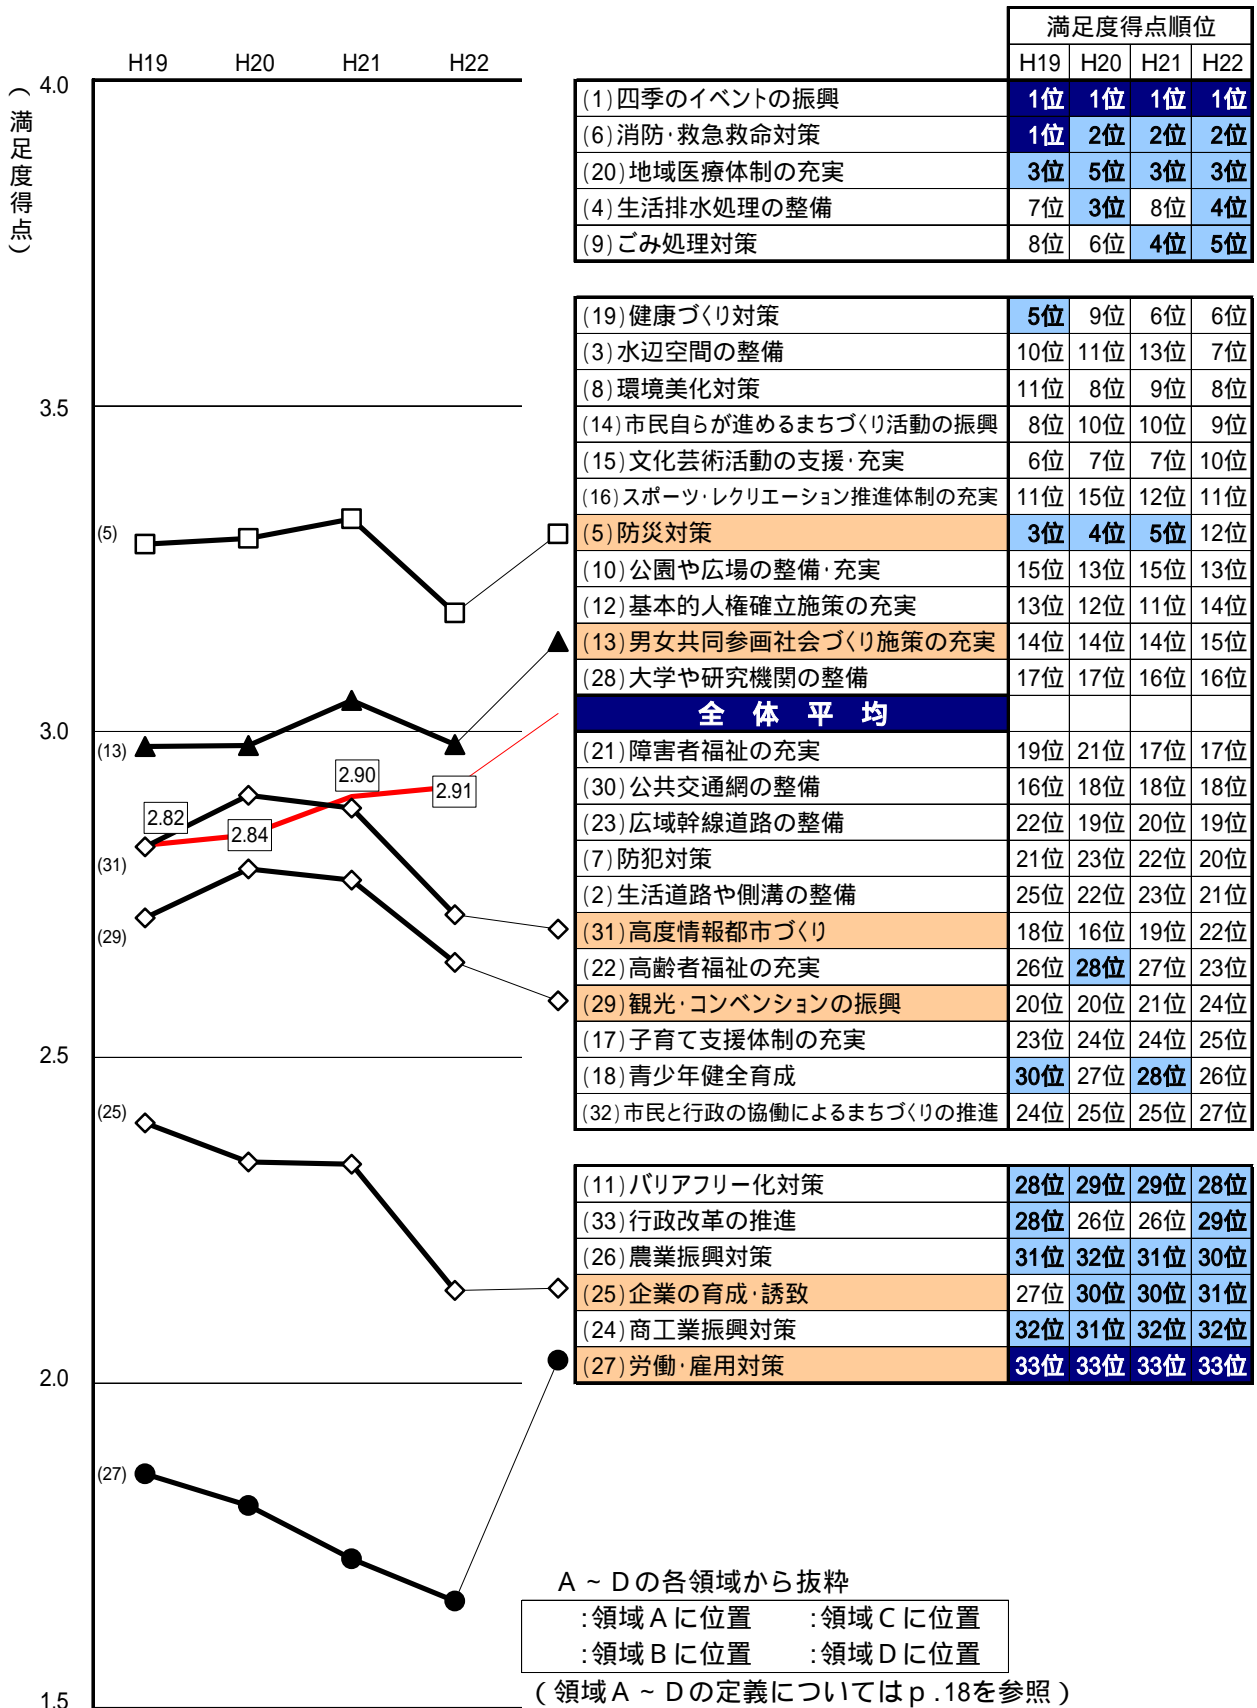 満足度得点順位
H19 H20 H21 H22
H19 H20 H21 H22
(満足度得点)
4.0
3.5
3.0
2.5
2.0
1.5
(5)
(13)
(31)
(29)
(25)
(27)
2.82
2.84
2.90
2.91
(1)四季のイベントの振興 1位 1位 1位 1位
(6)消防・救急救命対策 1位 2位 2位 2位
(20)地域医療体制の充実 3位 5位 3位 3位
(4)生活排水処理の整備 7位 3位 8位 4位
(9)ごみ処理対策 8位 6位 4位 5位
(19)健康づくり対策 5位 9位 6位 6位
(3)水辺空間の整備 10位 11位 13位 7位
(8)環境美化対策 11位 8位 9位 8位
(14)市民自らが進めるまちづくり活動の振興 8位 10位 10位 9位
(15)文化芸術活動の支援・充実 6位 7位 7位 10位
(16)スポーツ・レクリエーション推進体制の充実 11位 15位 12位 11位
(5)防災対策 3位 4位 5位 12位
(10)公園や広場の整備・充実 15位 13位 15位 13位
(12)基本的人権確立施策の充実 13位 12位 11位 14位
(13)男女共同参画社会づくり施策の充実 14位 14位 14位 15位
(28)大学や研究機関の整備 17位 17位 16位 16位
全体平均
(21)障害者福祉の充実 19位 21位 17位 17位
(30)公共交通網の整備 16位 18位 18位 18位
(23)広域幹線道路の整備 22位 19位 20位 19位
(7)防犯対策 21位 23位 22位 20位
(2)生活道路や側溝の整備 25位 22位 23位 21位
(31)高度情報都市づくり 18位 16位 19位 22位
(22)高齢者福祉の充実 26位 28位 27位 23位
(29)観光・コンベンションの振興 20位 20位 21位 24位
(17)子育て支援体制の充実 23位 24位 24位 25位
(18)青少年健全育成 30位 27位 28位 26位
(32)市民と行政の協働によるまちづくりの推進 24位 25位 25位 27位
(11)バリアフリー化対策 28位 29位 29位 28位
(33)行政改革の推進 28位 26位 26位 29位
(26)農業振興対策 31位 32位 31位 30位
(25)企業の育成・誘致 27位 30位 30位 31位
(24)商工業振興対策 32位 31位 32位 32位
(27)労働・雇用対策 33位 33位 33位 33位
A~Dの各領域から抜粋
:領域Aに位置 :領域Cに位置
:領域Bに位置 :領域Dに位置
(領域A~Dの定義についてはp.18を参照)